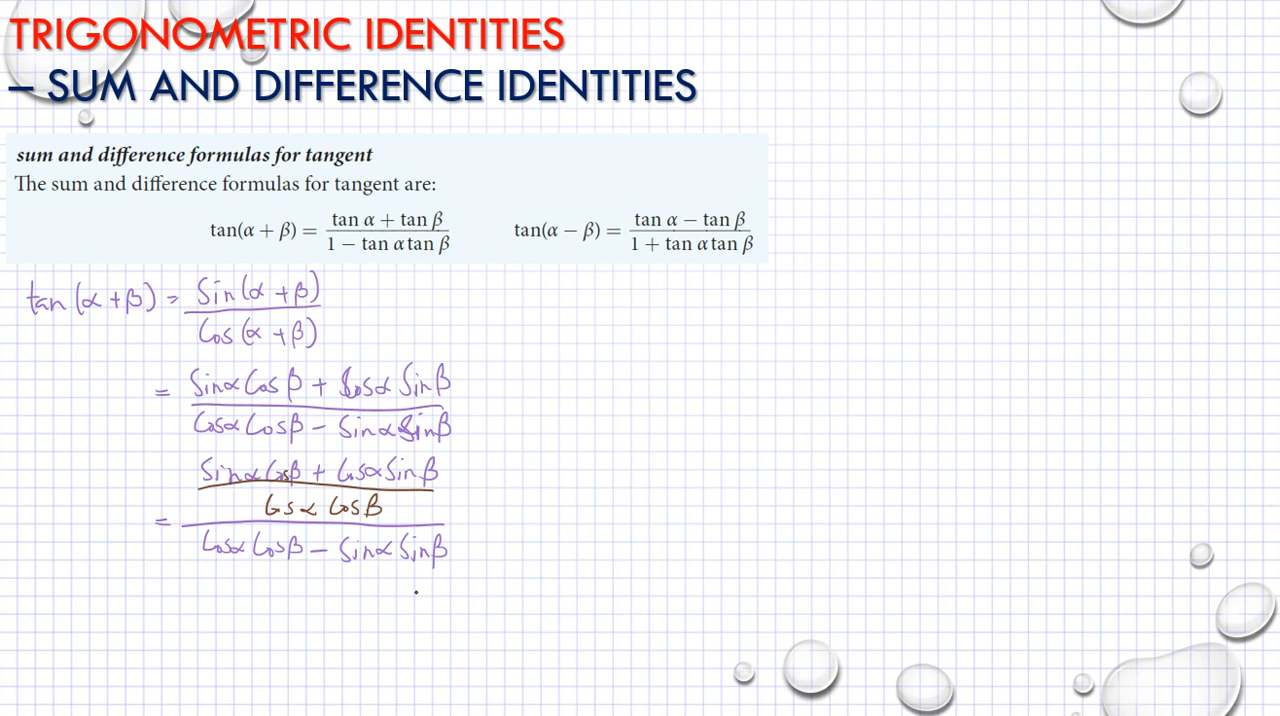 TRIGONOMETRIC IDENTITIES
– SUM AND DIFFERENCE IDENTITIES
sum and difference formulas for tangent
The sum and difference formulas for tangent are:
tan(α + β) = (tan α + tan β)/(1 − tan α tan β) tan(α − β) = (tan α − tan β)/(1 + tan α tan β)
tan (α + β) = Sin (α + β)
Cos (α + β)
= Sinα Cos β + Cosα Sin β
Cosα Cosβ − Sinα Sinβ
Sinα Cosβ + Cosα Sinβ
Cosα Cosβ
=
Cosα Cosβ − Sinα Sinβ